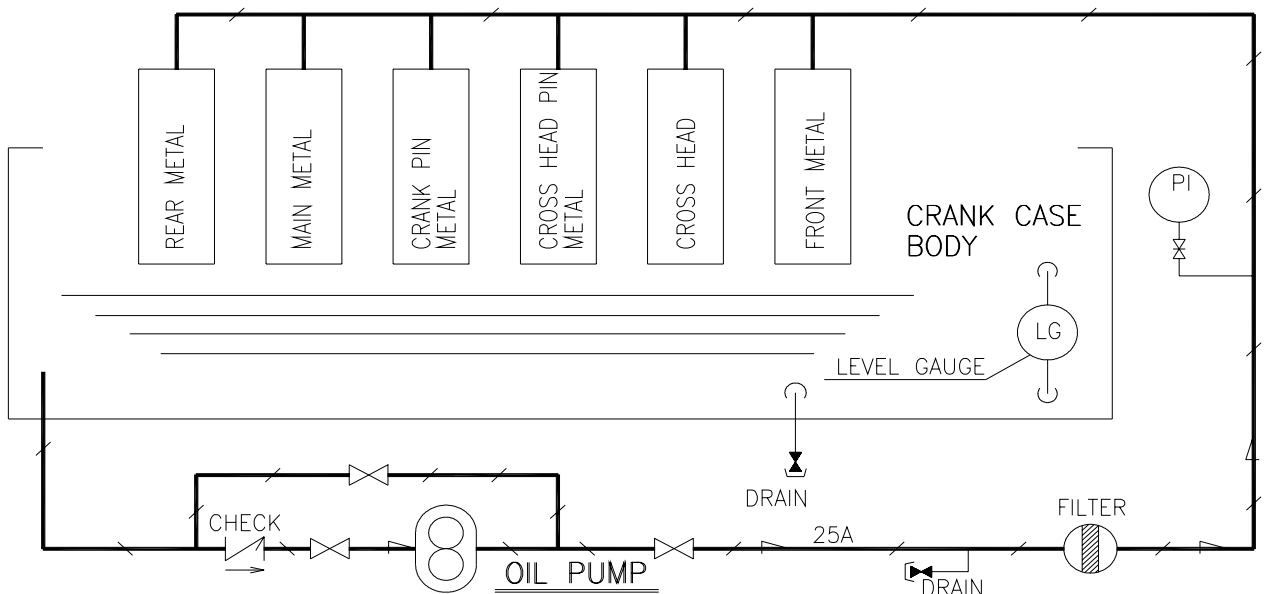 REAR METAL
MAIN METAL
CRANK PIN
METAL
CROSS HEAD PIN
METAL
CROSS HEAD
FRONT METAL
CRANK CASE
BODY
PI
LG
LEVEL GAUGE
DRAIN
CHECK
OIL PUMP
25A
FILTER
DRAIN